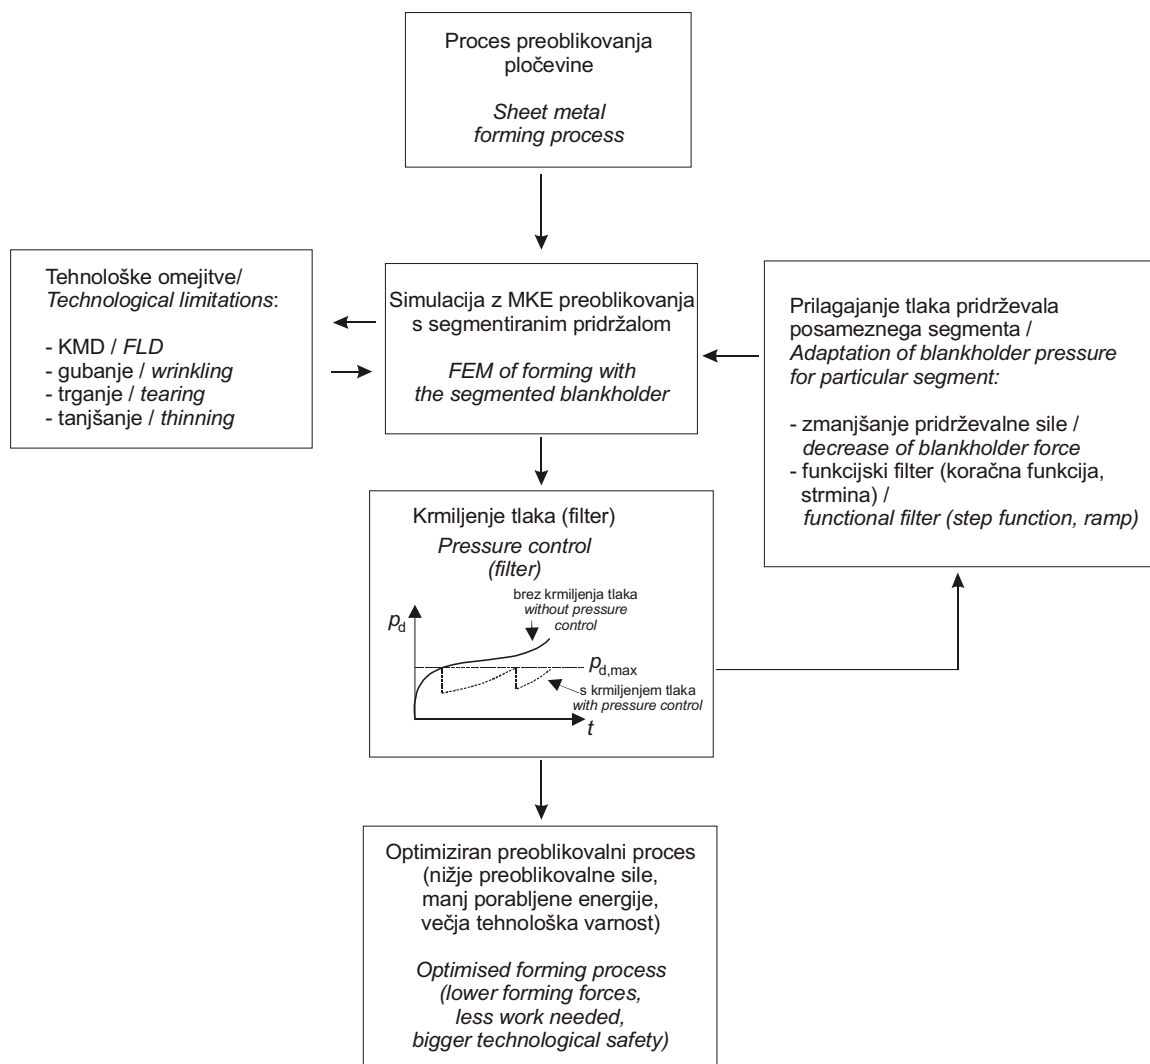 Proces preoblikovanja
pločevine
Sheet metal
forming process
Tehnološke omejitve/
Technological limitations:
- KMD / FLD
- gubanje / wrinkling
- trganje / tearing
- tanjšanje / thinning
Simulacija z MKE preoblikovanja
s segmentiranim pridržalom
FEM of forming with
the segmented blankholder
Prilagajanje tlaka pridrževala
posameznega segmenta /
Adaptation of blankholder pressure
for particular segment:
- zmanjšanje pridrževalne sile /
decrease of blankholder force
- funkcijski filter (koračna funkcija,
strmina) /
functional filter (step function, ramp)
Krmiljenje tlaka (filter)
Pressure control
(filter)
brez krmiljenja tlaka
without pressure
control
pd
pd,max
s krmiljenjem tlaka
with pressure control
t
Optimiziran preoblikovalni proces
(nižje preoblikovalne sile,
manj porabljene energije,
večja tehnološka varnost)
Optimised forming process
(lower forming forces,
less work needed,
bigger technological safety)